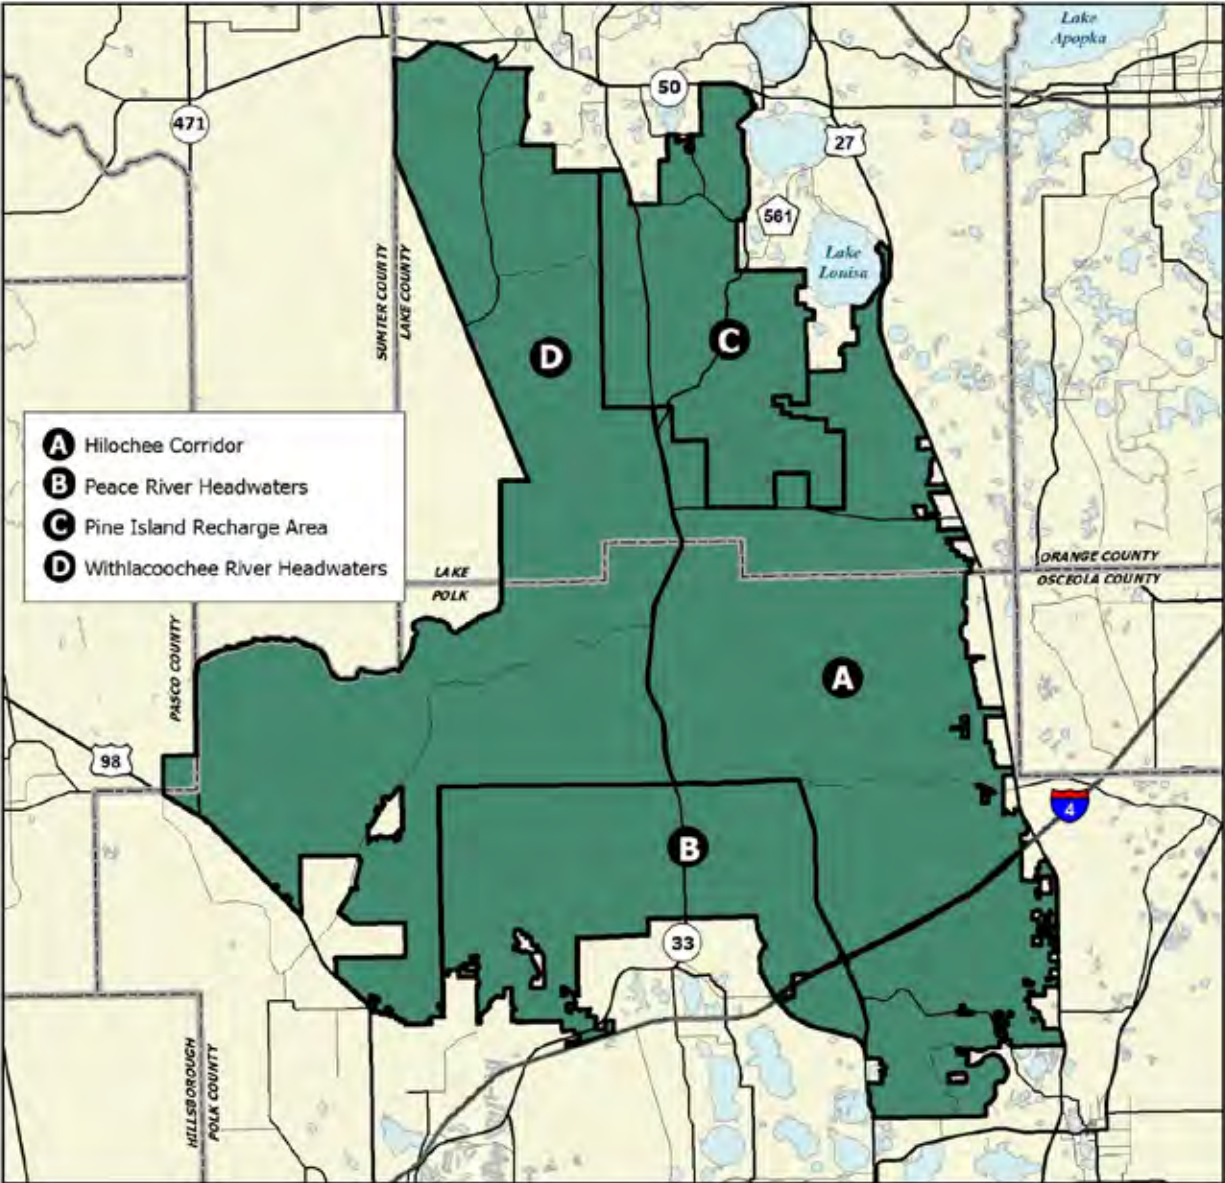 Lake
Apopka
50
471
27
561
Lake
Louisa
SUMTER COUNTY
LAKE COUNTY
D
C
A Hilochee Corridor
B Peace River Headwaters
C Pine Island Recharge Area
D Withlacoochee River Headwaters
ORANGE COUNTY
OSCEOLA COUNTY
LAKE
POLK
PASCO COUNTY
A
98
4
B
33
HILLSBOROUGH
POLK COUNTY